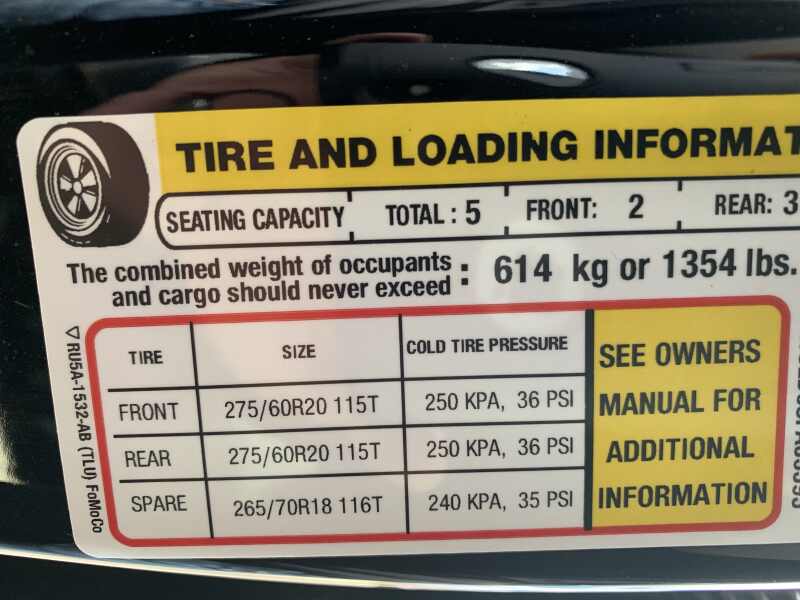 TIRE AND LOADING INFORMAT
SEATING CAPACITY TOTAL : 5 FRONT: 2 REAR: 3
The combined weight of occupants
and cargo should never exceed : 614 kg or 1354 lbs.
TIRE SIZE COLD TIRE PRESSURE
FRONT 275/60R20 115T 250 KPA, 36 PSI
REAR 275/60R20 115T 250 KPA, 36 PSI
SPARE 265/70R18 116T 240 KPA, 35 PSI
SEE OWNERS
MANUAL FOR
ADDITIONAL
INFORMATION
RU5A-1532-AB (TLU) FoMoCo